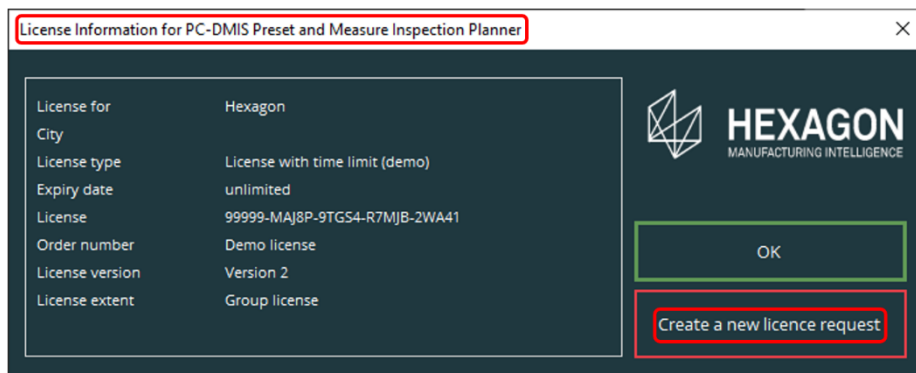 License Information for PC-DMIS Preset and Measure Inspection Planner
License for Hexagon
City
License type License with time limit (demo)
Expiry date unlimited
License 99999-MAJ8P-9TGS4-R7MJB-2WA41
Order number Demo license
License version Version 2
License extent Group license
HEXAGON
MANUFACTURING INTELLIGENCE
OK
Create a new licence request